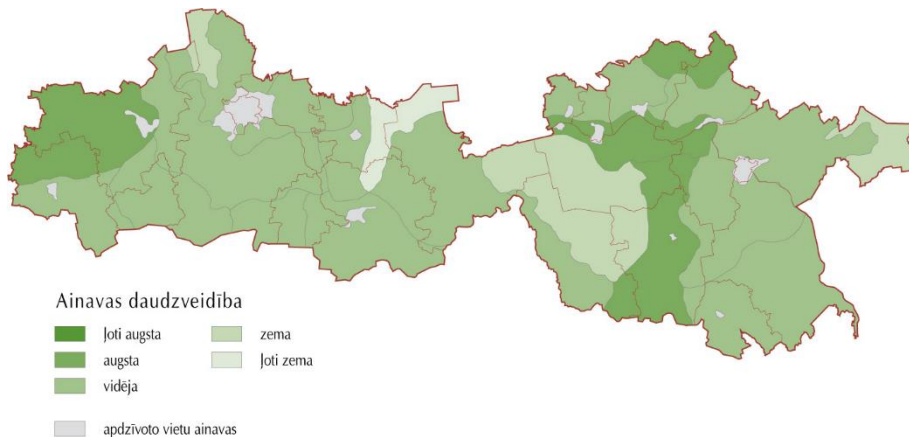 Ainavas daudzveidība
ļoti augsta
augsta
vidēja
zema
ļoti zema
apdzīvoto vietu ainavas